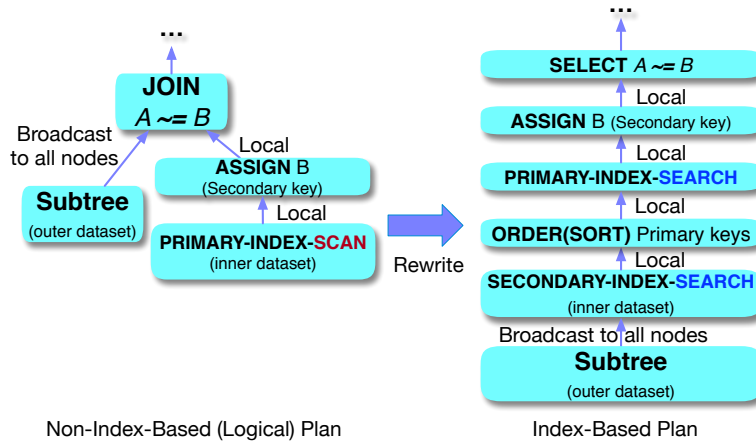 ...
JOIN
A ~= B
Broadcast
to all nodes
Local
ASSIGN B
(Secondary key)
Subtree
(outer dataset)
Local
PRIMARY-INDEX-SCAN
(inner dataset)
Non-Index-Based (Logical) Plan
Rewrite
...
SELECT A ~= B
Local
ASSIGN B (Secondary key)
Local
PRIMARY-INDEX-SEARCH
Local
ORDER(SORT) Primary keys
Local
SECONDARY-INDEX-SEARCH
(inner dataset)
Broadcast to all nodes
Subtree
(outer dataset)
Index-Based Plan